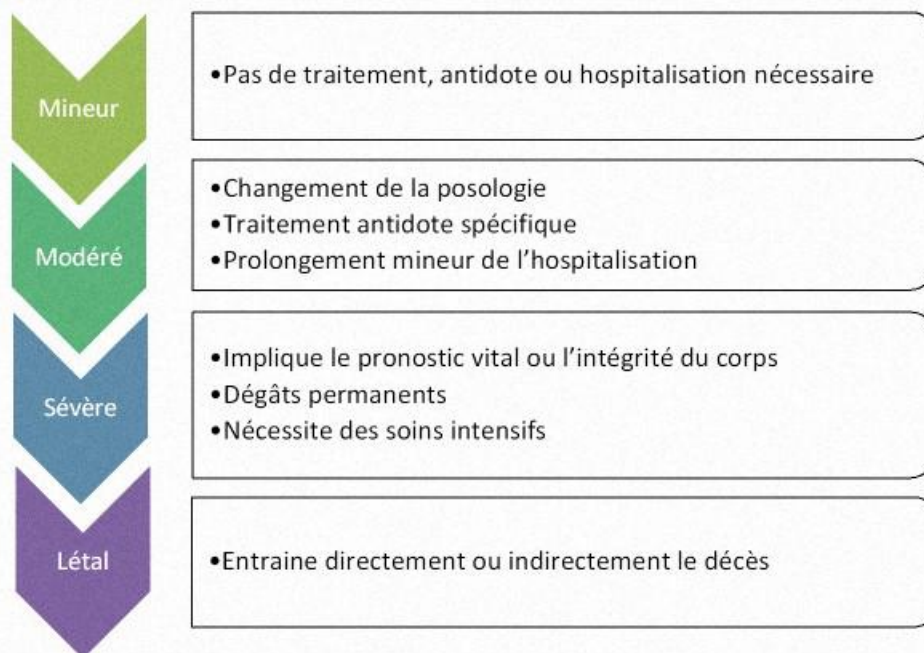 Mineur
•Pas de traitement, antidote ou hospitalisation nécessaire
Modéré
•Changement de la posologie
•Traitement antidote spécifique
•Prolongement mineur de l'hospitalisation
Sévère
•Implique le pronostic vital ou l'intégrité du corps
•Dégâts permanents
•Nécessite des soins intensifs
Létal
•Entraine directement ou indirectement le décès